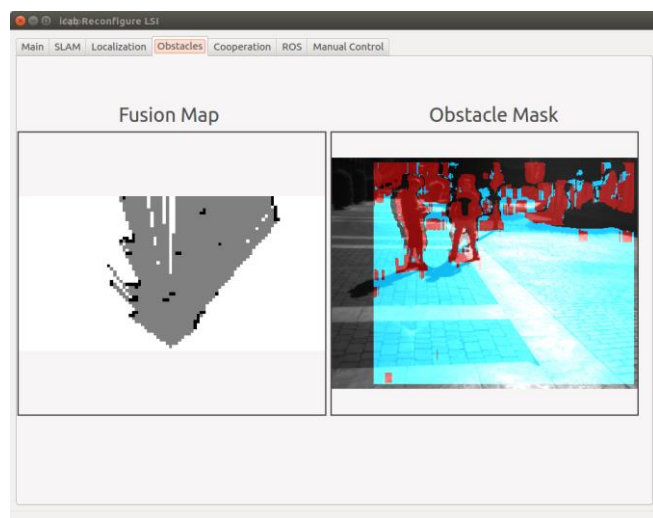 icab:Reconfigure LSI
Main SLAM Localization Obstacles Cooperation ROS Manual Control
Fusion Map
Obstacle Mask